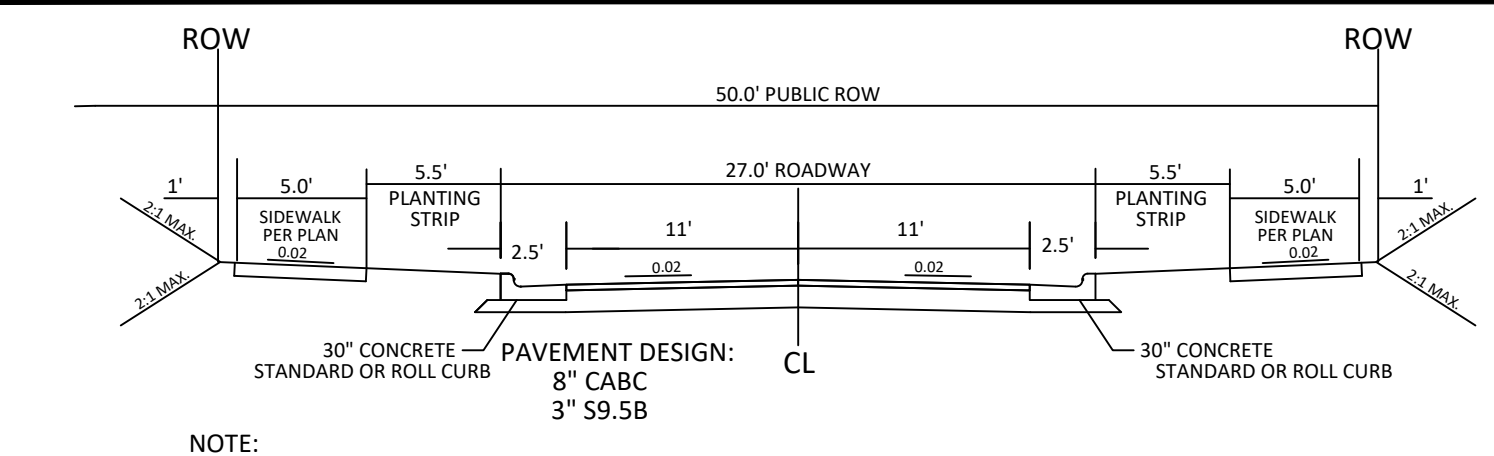 ROW ROW
50.0' PUBLIC ROW
1' 5.0' 5.5' 27.0' ROADWAY 5.5' 5.0' 1'
PLANTING
STRIP
PLANTING
STRIP
SIDEWALK
PER PLAN
0.02
SIDEWALK
PER PLAN
0.02
2:1 MAX.
2:1 MAX.
2:1 MAX.
2:1 MAX.
2.5' 11' 11' 2.5'
0.02 0.02
30" CONCRETE
STANDARD OR ROLL CURB
PAVEMENT DESIGN:
8" CABC
3" S9.5B
CL
30" CONCRETE
STANDARD OR ROLL CURB
NOTE: